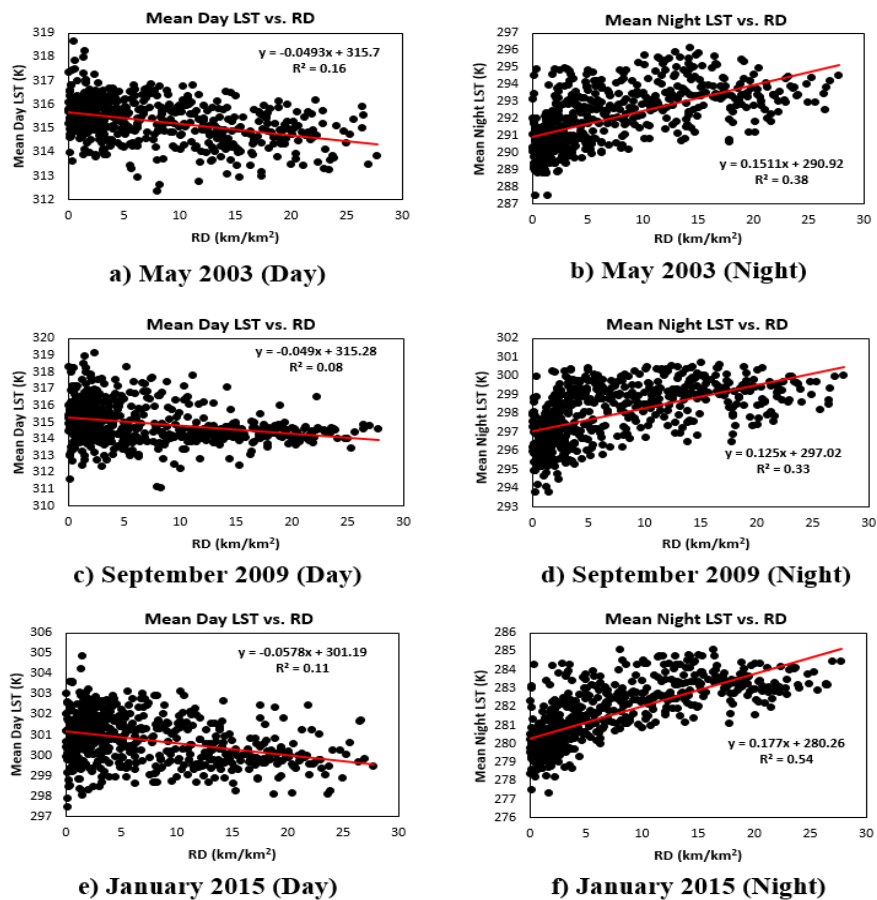 Mean Day LST vs. RD
y = -0.0493x + 315.7
R² = 0.16
Mean Day LST (K)
319
318
317
316
315
314
313
312
0
5
10
15
20
25
30
RD (km/km²)
a) May 2003 (Day)
Mean Night LST vs. RD
y = 0.1511x + 290.92
R² = 0.38
Mean Night LST (K)
297
296
295
294
293
292
291
290
289
288
287
0
5
10
15
20
25
30
RD (km/km²)
b) May 2003 (Night)
Mean Day LST vs. RD
y = -0.049x + 315.28
R² = 0.08
Mean Day LST (K)
320
319
318
317
316
315
314
313
312
311
310
0
5
10
15
20
25
30
RD (km/km²)
c) September 2009 (Day)
Mean Night LST vs. RD
y = 0.125x + 297.02
R² = 0.33
Mean Night LST (K)
302
301
300
299
298
297
296
295
294
293
0
5
10
15
20
25
30
RD (km/km²)
d) September 2009 (Night)
Mean Day LST vs. RD
y = -0.0578x + 301.19
R² = 0.11
Mean Day LST (K)
306
305
304
303
302
301
300
299
298
297
0
5
10
15
20
25
30
RD (km/km²)
e) January 2015 (Day)
Mean Night LST vs. RD
y = 0.177x + 280.26
R² = 0.54
Mean Night LST (K)
286
285
284
283
282
281
280
279
278
277
276
0
5
10
15
20
25
30
RD (km/km²)
f) January 2015 (Night)